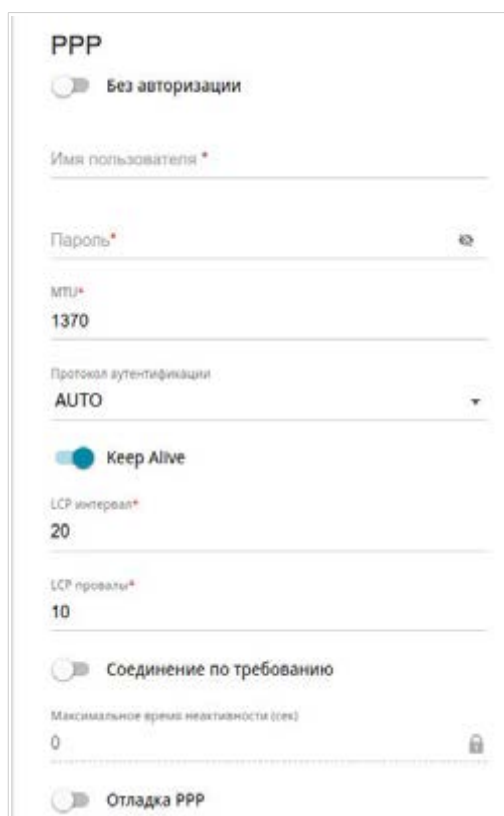 PPP
Без авторизации
Имя пользователя *
Пароль*
MTU*
1370
Протокол аутентификации
AUTO
Keep Alive
LCP интервал*
20
LCP провалы*
10
Соединение по требованию
Максимальное время неактивности (сек)
0
Отладка PPP